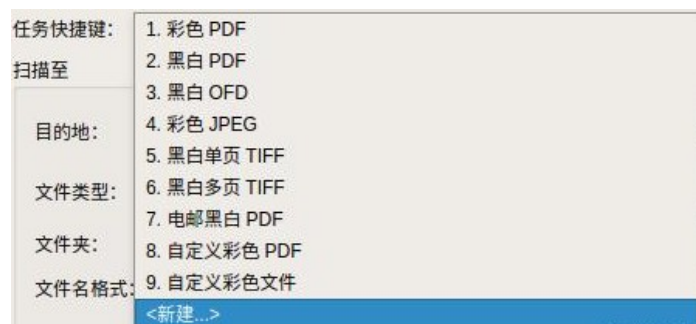 任务快捷键：
1. 彩色 PDF
2. 黑白 PDF
扫描至
3. 黑白 OFD
目的地：
4. 彩色 JPEG
5. 黑白单页 TIFF
文件类型：
6. 黑白多页 TIFF
7. 电邮黑白 PDF
文件夹：
8. 自定义彩色 PDF
文件名格式：
9. 自定义彩色文件
<新建...>